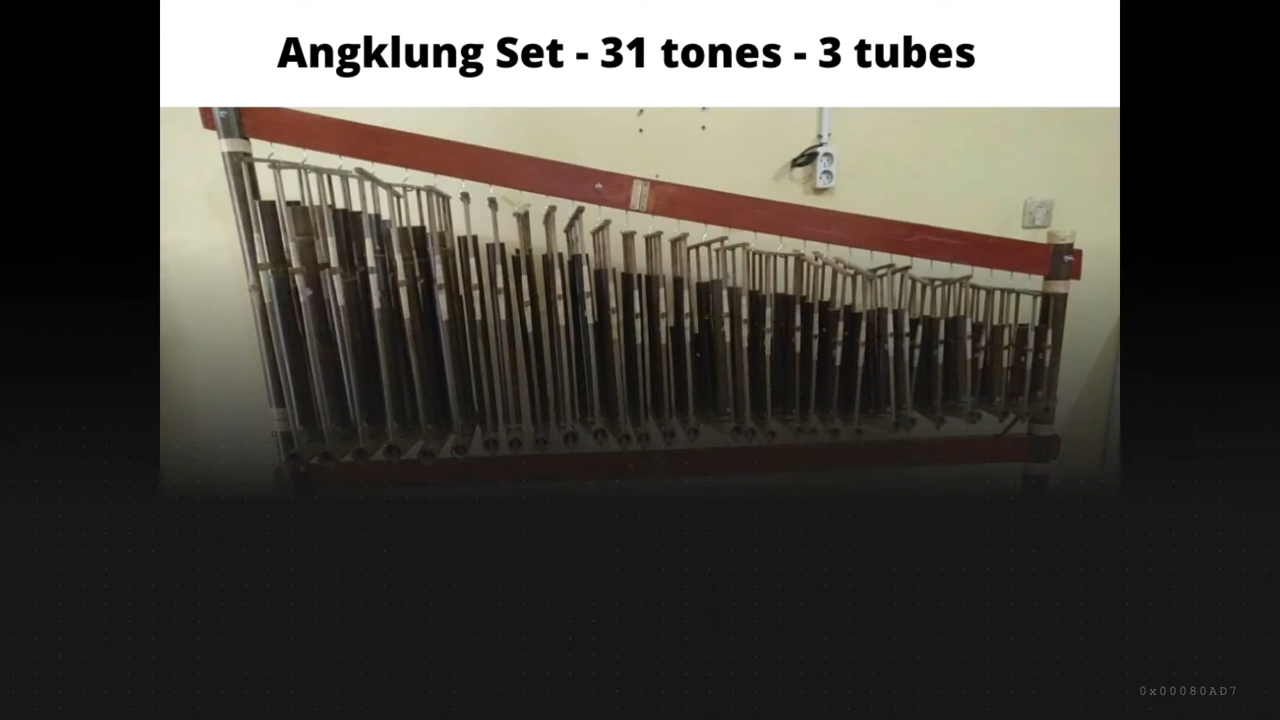 Angklung Set - 31 tones - 3 tubes
0x00080AD7